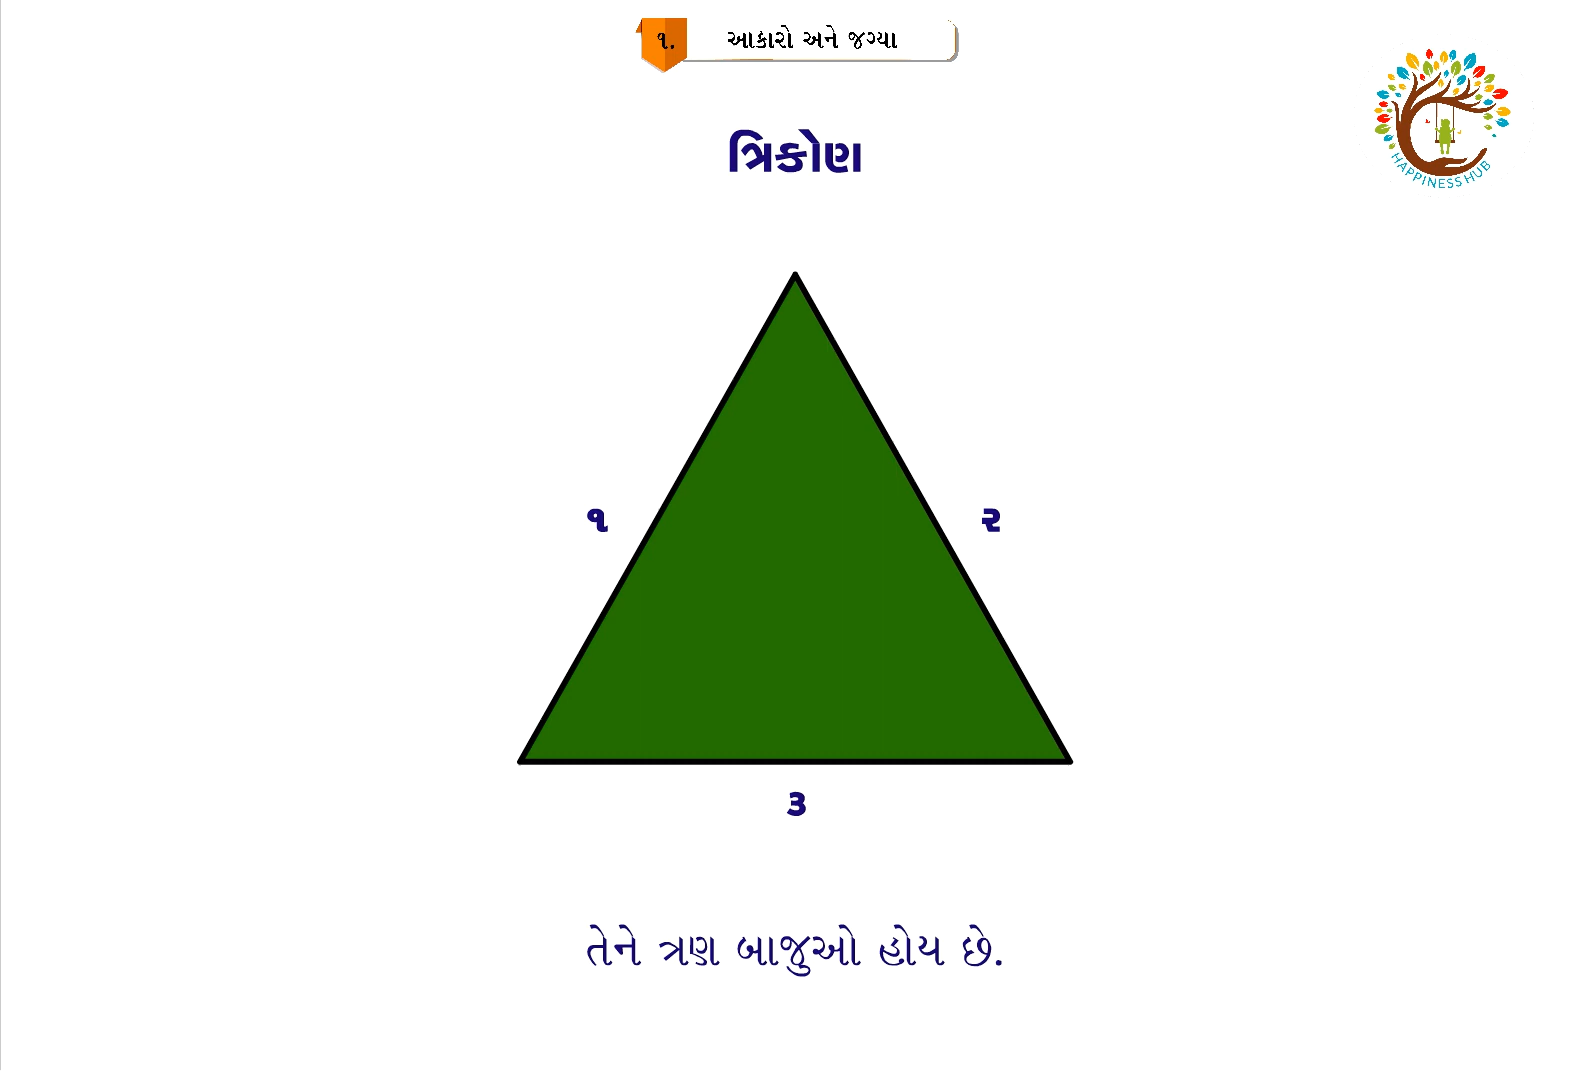 ૧. આકારો અને જગ્યા
HAPPINESS HUB
ત્રિકોણ
૧
૨
૩
તેને ત્રણ બાજુઓ હોય છે.